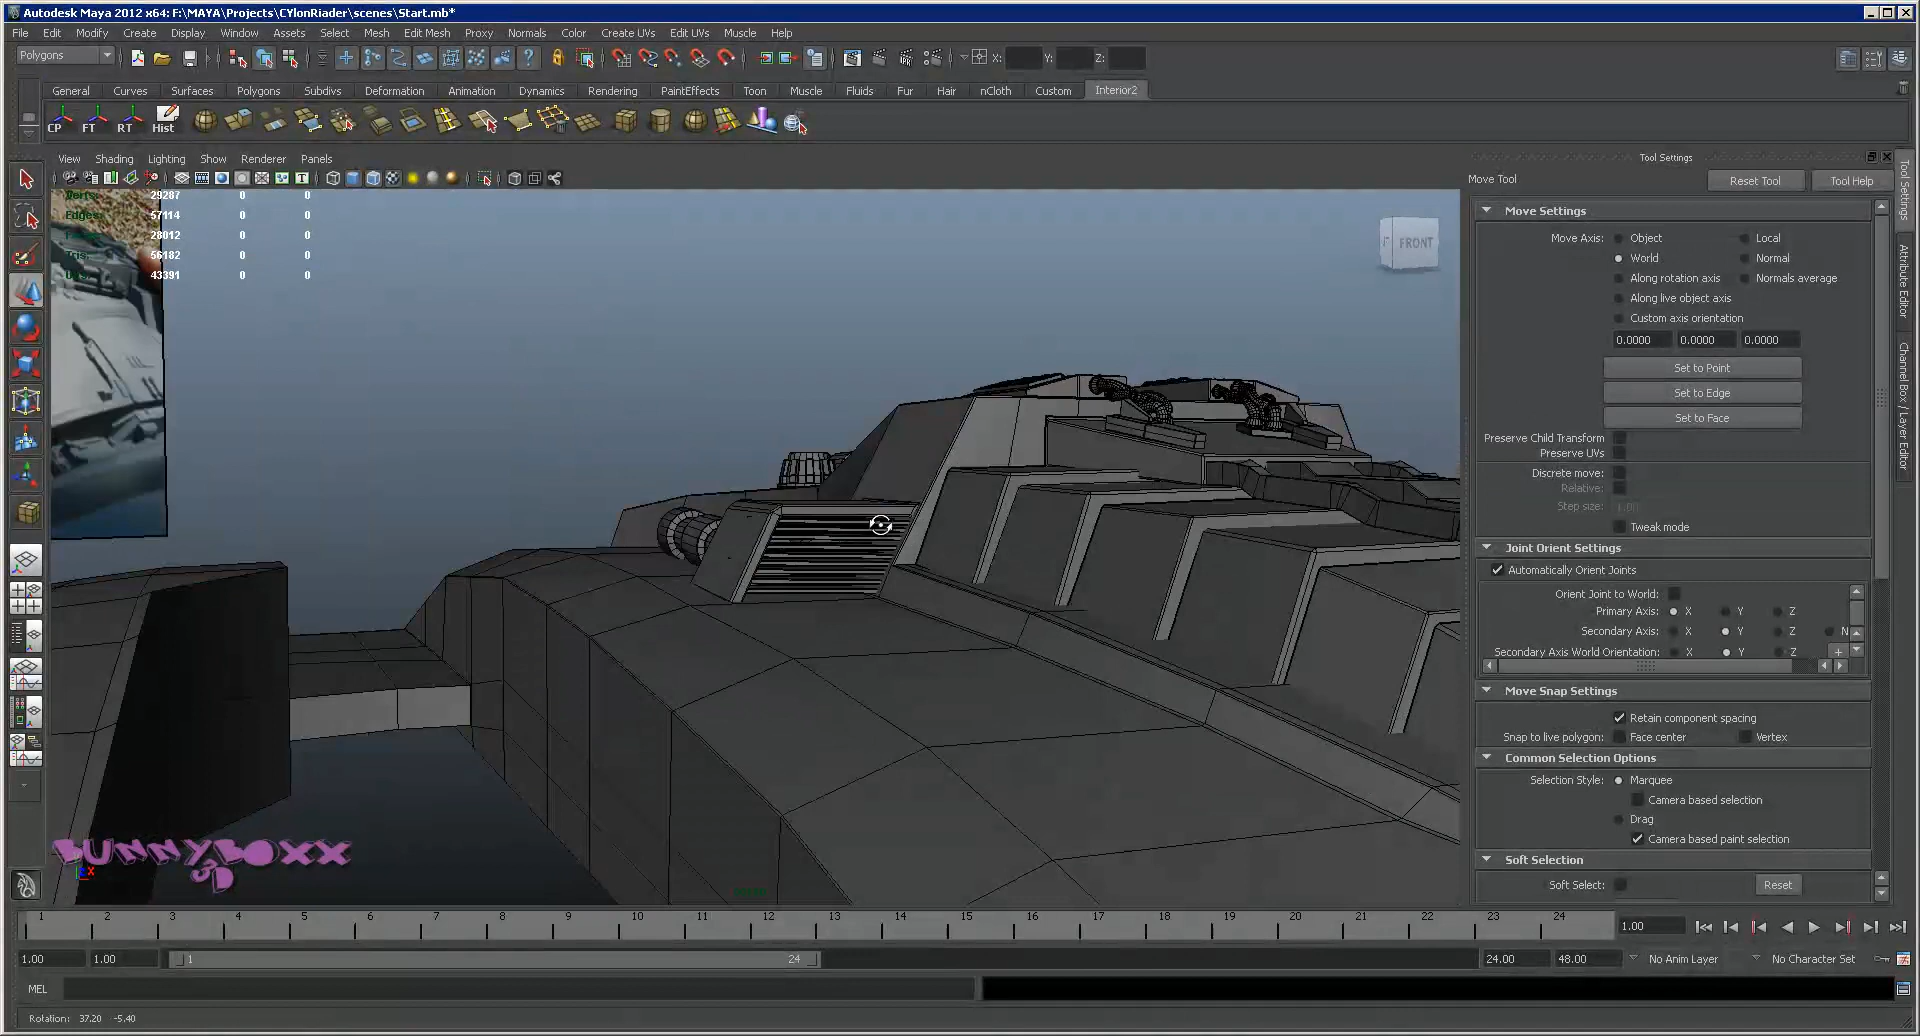 Autodesk Maya 2012 x64: F:\MAYA\Projects\CYlonRiader\scenes\Start.mb*
File Edit Modify Create Display Window Assets Select Mesh Edit Mesh Proxy Normals Color Create UVs Edit UVs Muscle Help
Polygons X: Y: Z:
General Curves Surfaces Polygons Subdivs Deformation Animation Dynamics Rendering PaintEffects Toon Muscle Fluids Fur Hair nCloth Custom Interior2
CP FT RT Hist
View Shading Lighting Show Renderer Panels
Tool Settings
Move Tool Reset Tool Tool Help
Verts: 29287 0 0
Edges: 57114 0 0
28012 0 0
Tris: 56182 0 0
43391 0 0
FRONT
Move Settings
Move Axis: Object Local
World Normal
Along rotation axis Normals average
Along live object axis
Custom axis orientation
0.0000 0.0000 0.0000
Set to Point
Set to Edge
Set to Face
Preserve Child Transform
Preserve UVs
Discrete move:
Relative:
Step size: 1.00
Tweak mode
Joint Orient Settings
Automatically Orient Joints
Orient Joint to World:
Primary Axis: X Y Z
Secondary Axis: X Y Z N
Secondary Axis World Orientation: X Y Z +
Move Snap Settings
Retain component spacing
Snap to live polygon: Face center Vertex
Common Selection Options
Selection Style: Marquee
Camera based selection
Drag
Camera based paint selection
Soft Selection
Soft Select: Reset
Tool Settings
Attribute Editor
Channel Box / Layer Editor
BUNNYBOXX
3D
x
1 2 3 4 5 6 7 8 9 10 11 12 13 14 15 16 17 18 19 20 21 22 23 24 1.00
1.00 1.00 1 24 24.00 48.00 No Anim Layer No Character Set
MEL
Rotation: 37.20 -5.40